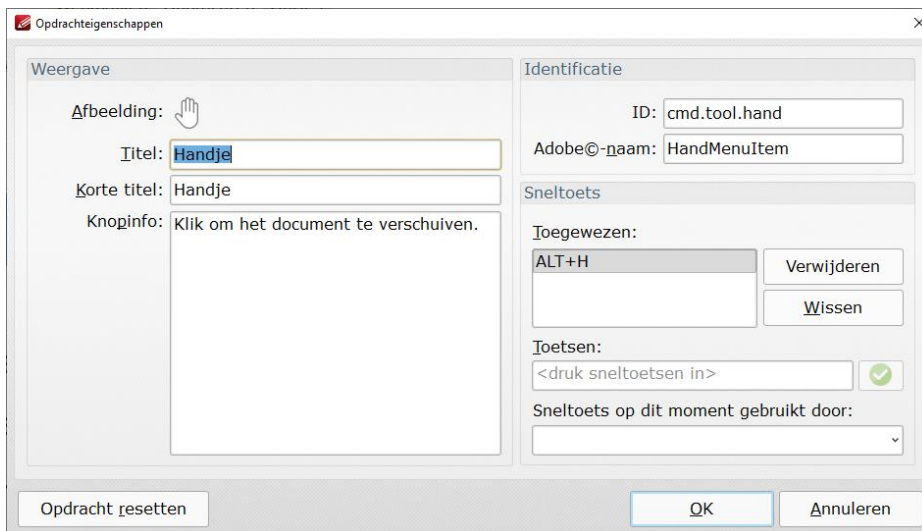 Opdrachteigenschappen
Weergave
Afbeelding:
Titel: Handje
Korte titel: Handje
Knopinfo: Klik om het document te verschuiven.
Identificatie
ID: cmd.tool.hand
Adobe©-naam: HandMenuItem
Sneltoets
Toegewezen:
ALT+H
Verwijderen
Wissen
Toetsen:
<druk sneltoetsen in>
Sneltoets op dit moment gebruikt door:
Opdracht resetten
OK
Annuleren